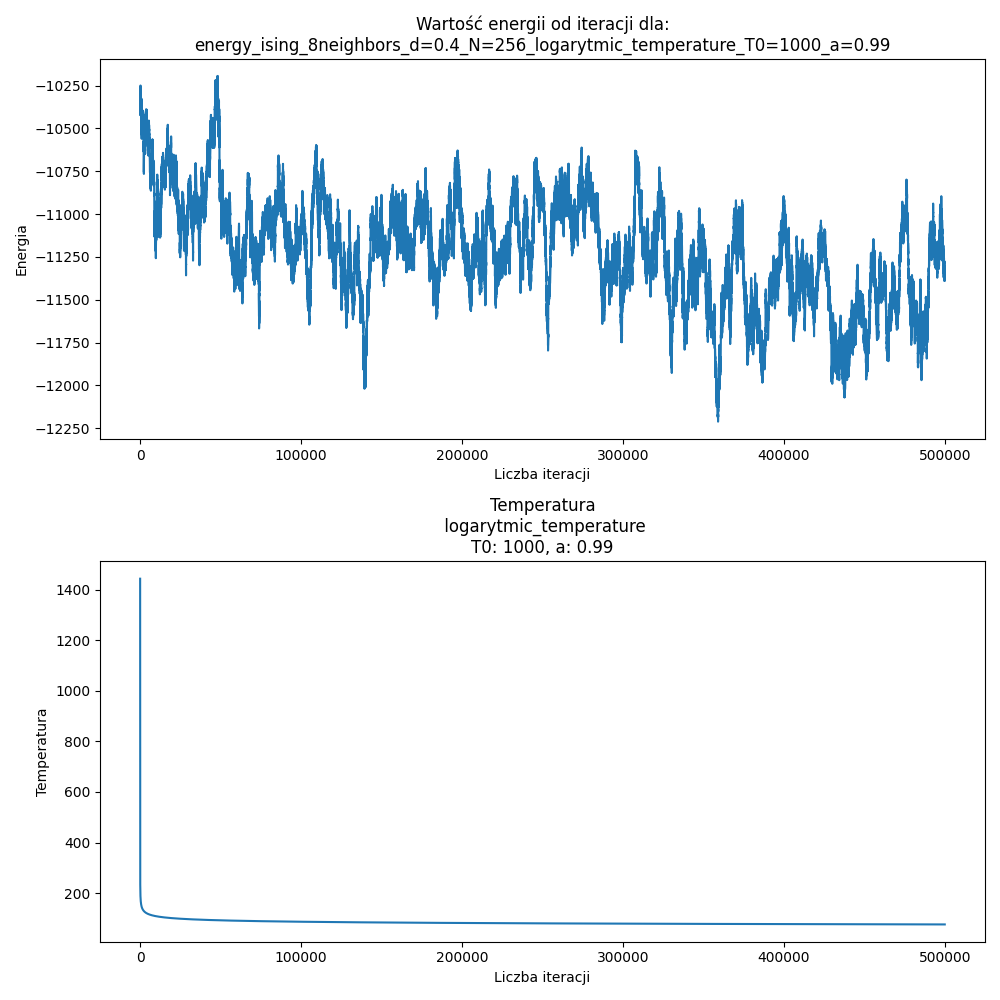 Wartość energii od iteracji dla:
energy_ising_8neighbors_d=0.4_N=256_logarytmic_temperature_T0=1000_a=0.99
−10250
−10500
−10750
−11000
−11250
−11500
−11750
−12000
−12250
Energia
0 100000 200000 300000 400000 500000
Liczba iteracji
Temperatura
logarytmic_temperature
T0: 1000, a: 0.99
1400
1200
1000
800
600
400
200
Temperatura
0 100000 200000 300000 400000 500000
Liczba iteracji